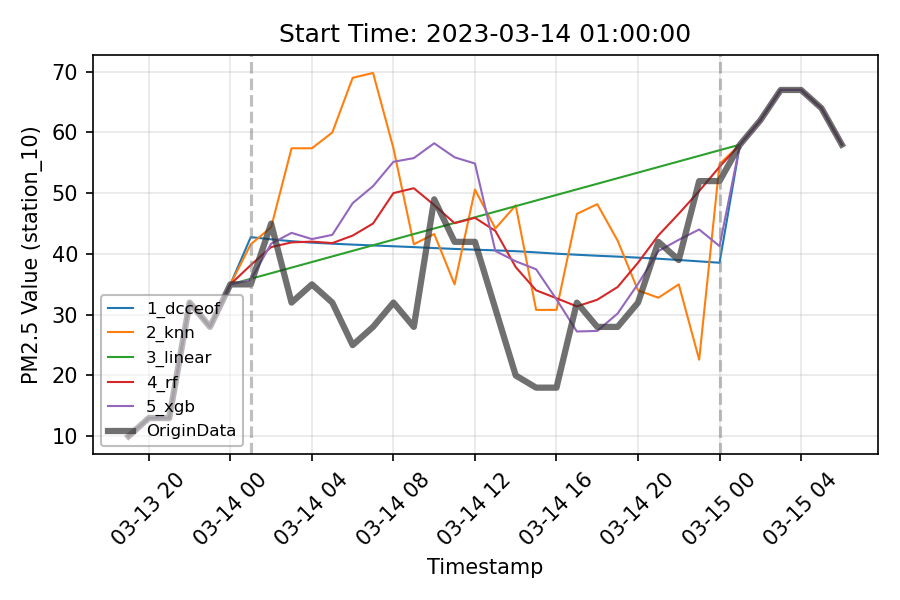 Start Time: 2023-03-14 01:00:00
PM2.5 Value (station_10)
70
60
50
40
30
20
10
1_dcceof
2_knn
3_linear
4_rf
5_xgb
OriginData
03-13 20
03-14 00
03-14 04
03-14 08
03-14 12
03-14 16
03-14 20
03-15 00
03-15 04
Timestamp